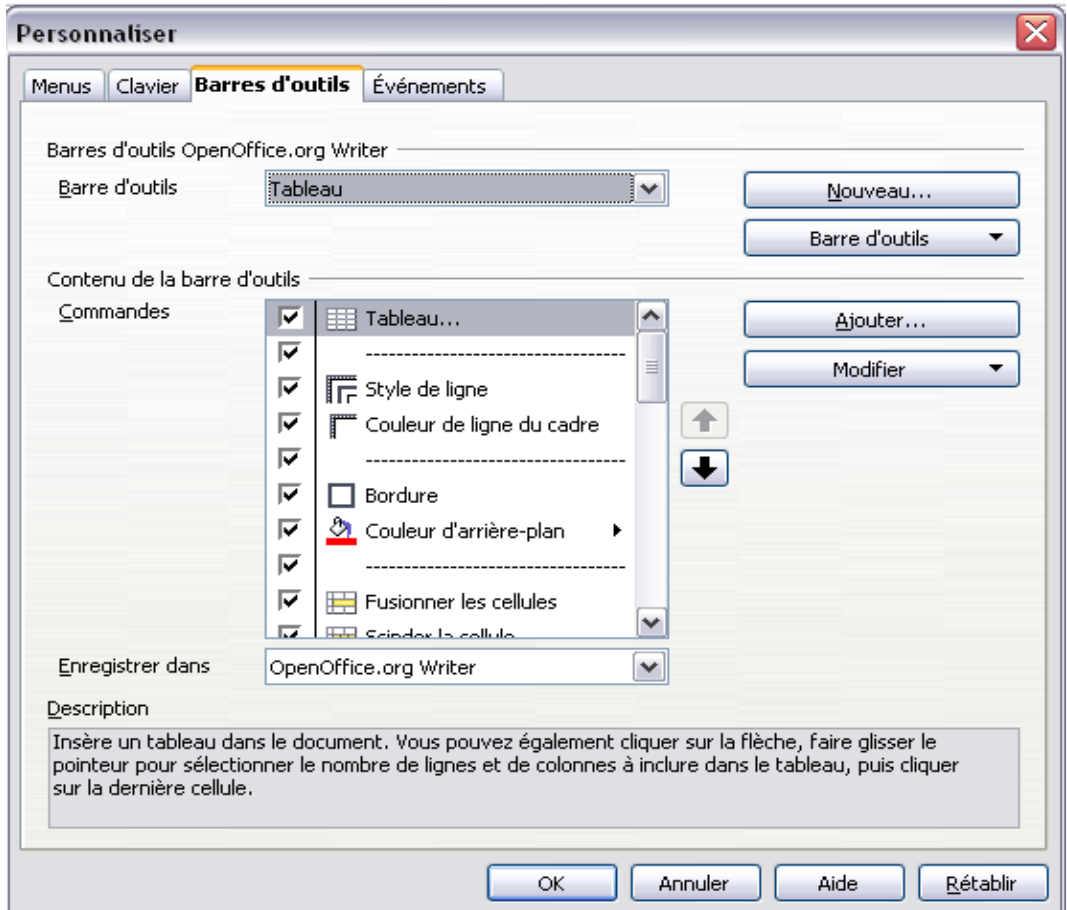 Personnaliser
Menus Clavier Barres d'outils Événements
Barres d'outils OpenOffice.org Writer
Barre d'outils Tableau Nouveau...
Barre d'outils
Contenu de la barre d'outils
Commandes Tableau... Ajouter...
--------------------------------
Modifier
Style de ligne
Couleur de ligne du cadre
--------------------------------
Bordure
Couleur d'arrière-plan
--------------------------------
Fusionner les cellules
Scinder la cellule
Enregistrer dans OpenOffice.org Writer
Description
Insère un tableau dans le document. Vous pouvez également cliquer sur la flèche, faire glisser le
pointeur pour sélectionner le nombre de lignes et de colonnes à inclure dans le tableau, puis cliquer
sur la dernière cellule.
OK Annuler Aide Rétablir